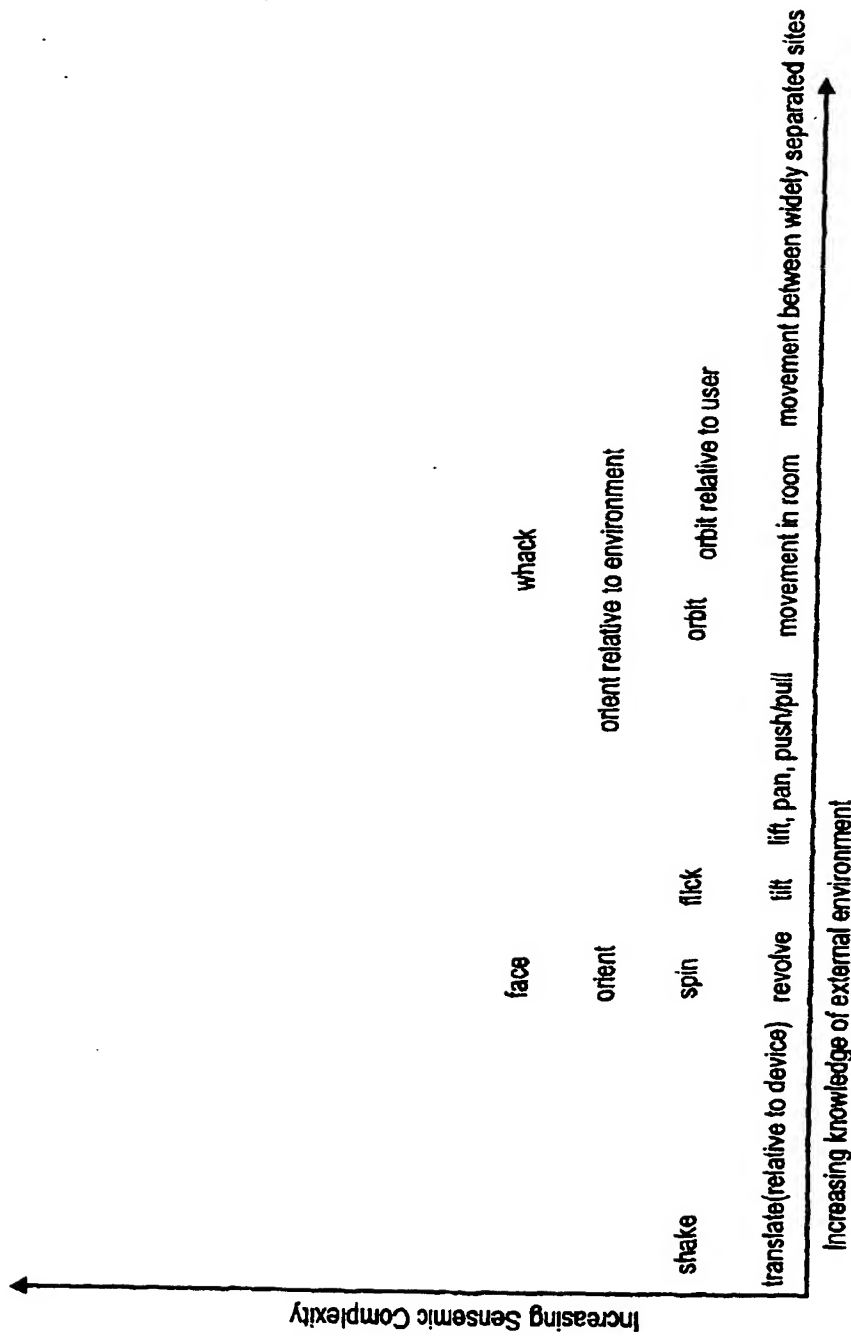 Increasing Sensemic Complexity
face whack
orient orient relative to environment
spin flick orbit orbit relative to user
shake
translate(relative to device) revolve tilt lift, pan, push/pull movement in room movement between widely separated sites
Increasing knowledge of external environment